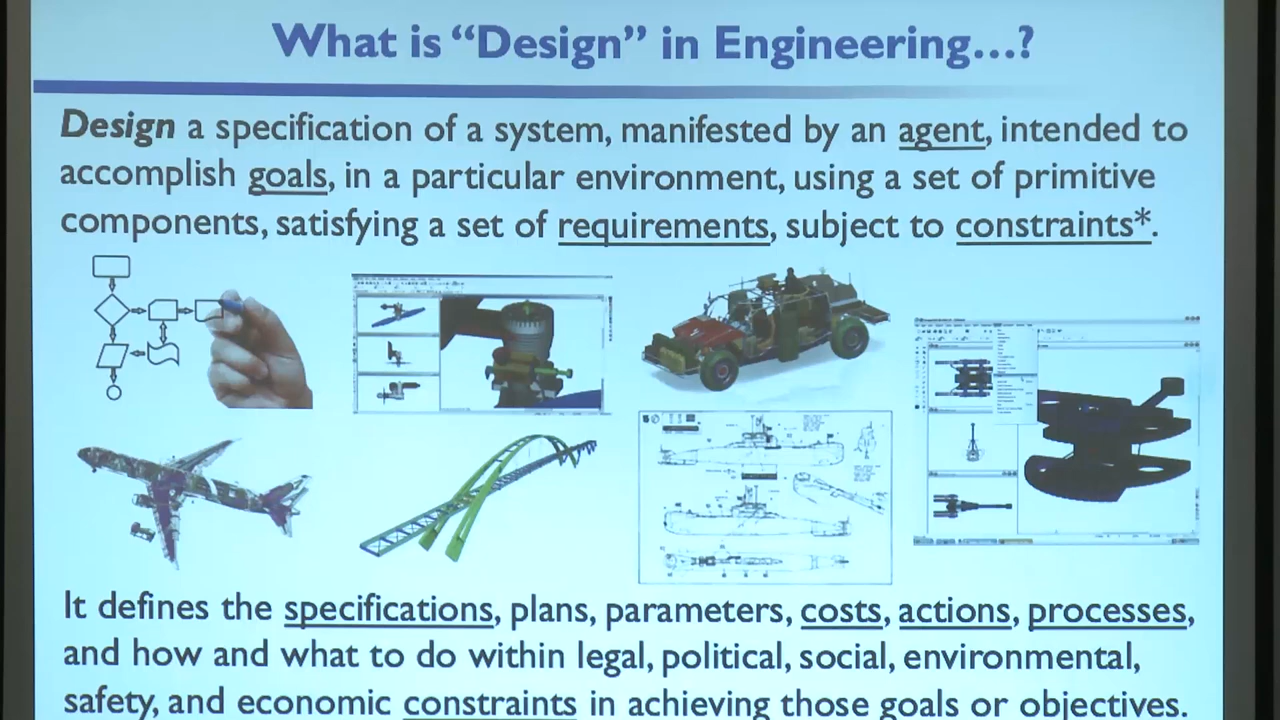 What is “Design” in Engineering…?
Design a specification of a system, manifested by an agent, intended to
accomplish goals, in a particular environment, using a set of primitive
components, satisfying a set of requirements, subject to constraints*.
It defines the specifications, plans, parameters, costs, actions, processes,
and how and what to do within legal, political, social, environmental,
safety, and economic constraints in achieving those goals or objectives.